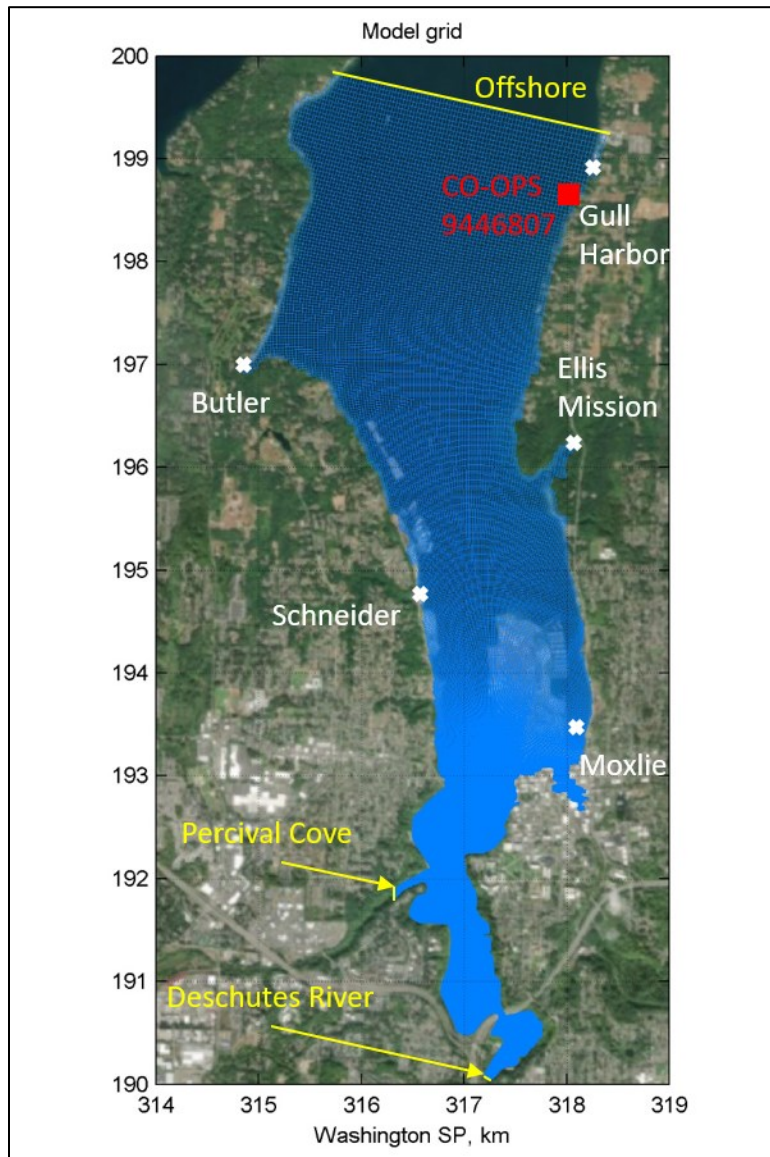 Model grid
200
Offshore
199
CO-OPS
9446807
Gull
Harbor
198
197
Butler
Ellis
Mission
196
195
Schneider
194
193
Moxlie
Percival Cove
192
191
Deschutes River
190
314
315
316
317
318
319
Washington SP, km